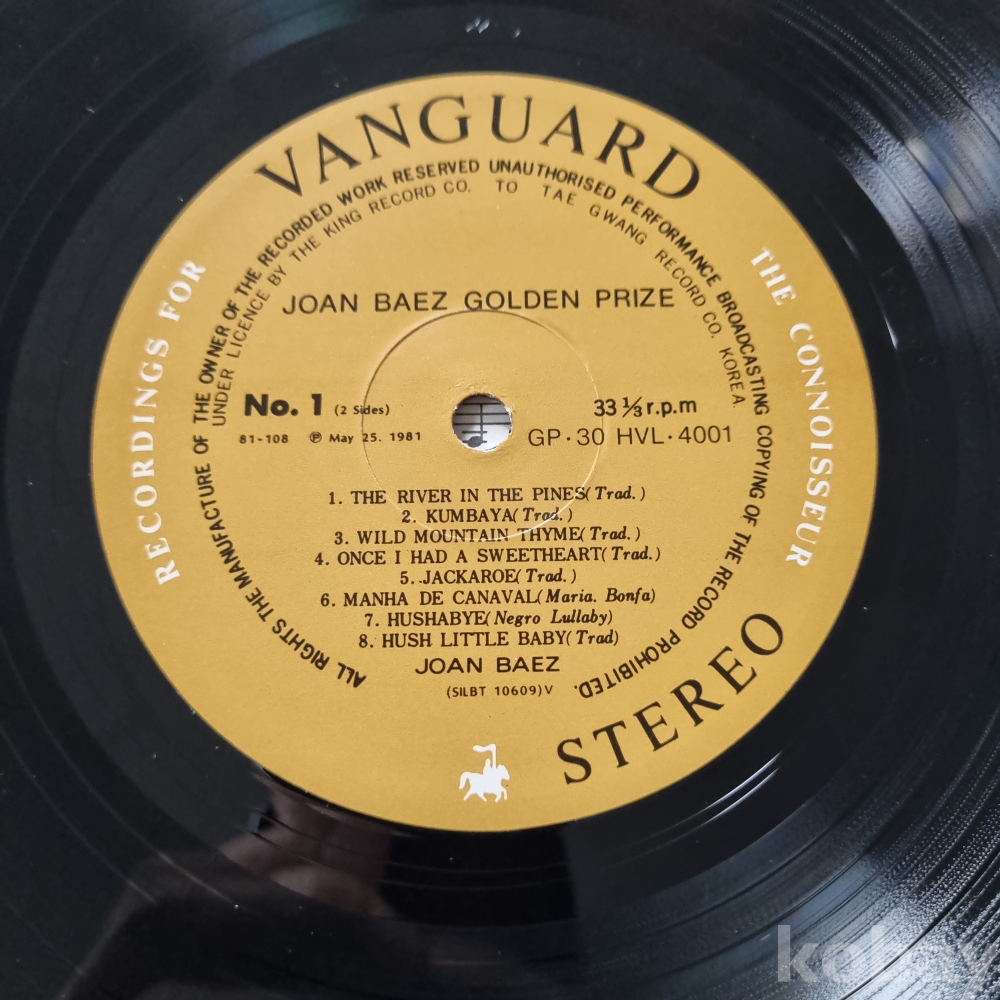 VANGUARD
RECORDINGS FOR
THE CONNOISSEUR
ALL RIGHTS THE MANUFACTURE OF THE OWNER OF THE RECORDED WORK RESERVED UNAUTHORISED PERFORMANCE BROADCASTING COPYING OF THE RECORD PROHIBITED.
UNDER LICENCE BY THE KING RECORD CO. TO TAE GWANG RECORD CO. KOREA.
JOAN BAEZ GOLDEN PRIZE
No. 1 (2 Sides)
33 ⅓ r.p.m
81-108 ℗ May 25. 1981
GP·30 HVL·4001
1. THE RIVER IN THE PINES(Trad.)
2. KUMBAYA(Trad.)
3. WILD MOUNTAIN THYME(Trad.)
4. ONCE I HAD A SWEETHEART(Trad.)
5. JACKAROE(Trad.)
6. MANHA DE CANAVAL(Maria. Bonfa)
7. HUSHABYE(Negro Lullaby)
8. HUSH LITTLE BABY(Trad)
JOAN BAEZ
(SILBT 10609)V
STEREO